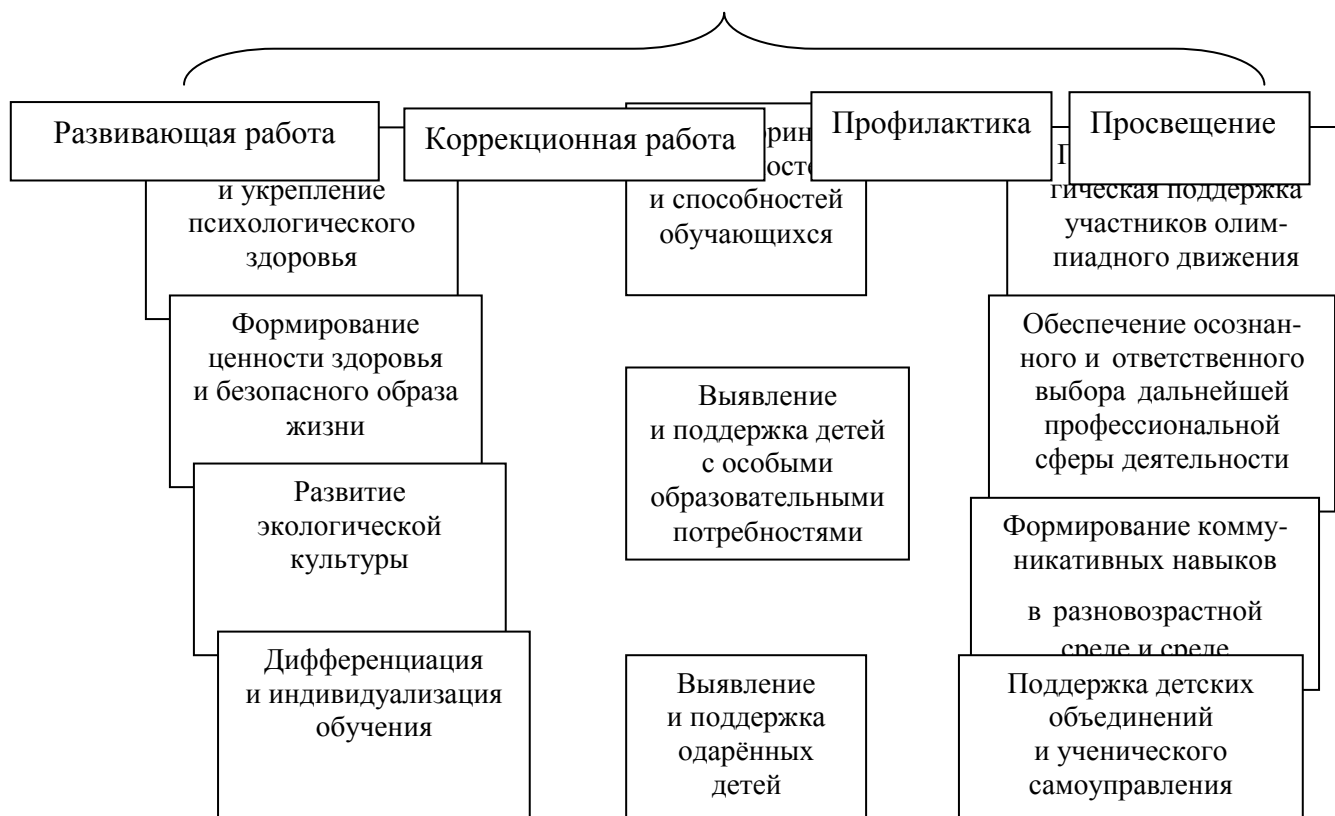 Развивающая работа
Коррекционная работа
Профилактика
Просвещение
и укрепление
психологического
здоровья
и способностей
обучающихся
гическая поддержка
участников олим-
пиадного движения
Формирование
ценности здоровья
и безопасного образа
жизни
Выявление
и поддержка детей
с особыми
образовательными
потребностями
Обеспечение осознан-
ного и ответственного
выбора дальнейшей
профессиональной
сферы деятельности
Развитие
экологической
культуры
Формирование комму-
никативных навыков
в разновозрастной
среде и среде
Дифференциация
и индивидуализация
обучения
Выявление
и поддержка
одарённых
детей
Поддержка детских
объединений
и ученического
самоуправления